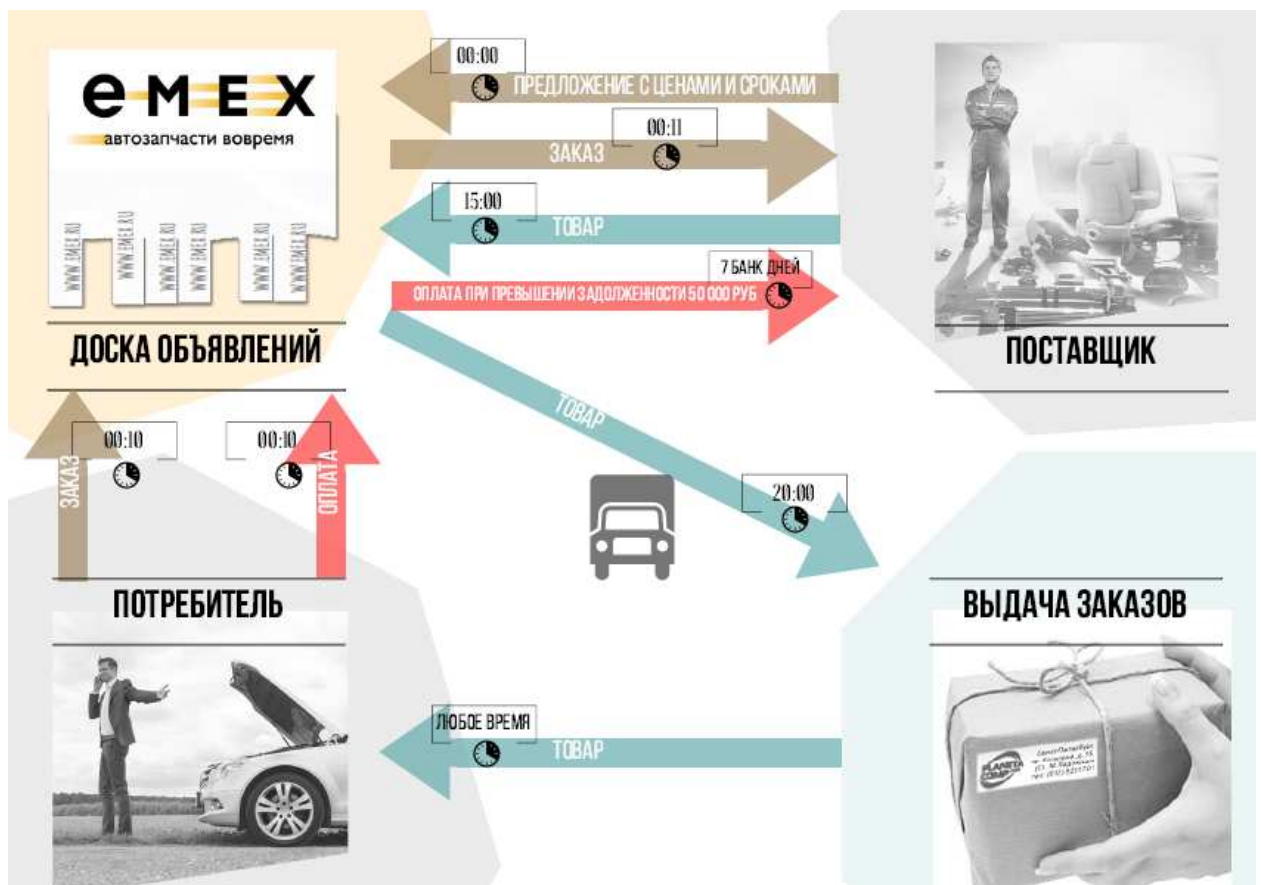 e-M-E-X
автозапчасти вовремя
WWW.EMEX.RU
WWW.EMEX.RU
WWW.EMEX.RU
WWW.EMEX.RU
WWW.EMEX.RU
WWW.EMEX.RU
ДОСКА ОБЪЯВЛЕНИЙ
00:00
ПРЕДЛОЖЕНИЕ С ЦЕНАМИ И СРОКАМИ
00:11
ЗАКАЗ
15:00
ТОВАР
7 БАНК ДНЕЙ
ОПЛАТА ПРИ ПРЕВЫШЕНИИ ЗАДОЛЖЕННОСТИ 50 000 РУБ
ПОСТАВЩИК
00:10
ЗАКАЗ
00:10
ОПЛАТА
ТОВАР
20:00
ПОТРЕБИТЕЛЬ
ВЫДАЧА ЗАКАЗОВ
ЛЮБОЕ ВРЕМЯ
ТОВАР
PLANETA
COMP
Санкт-Петербург